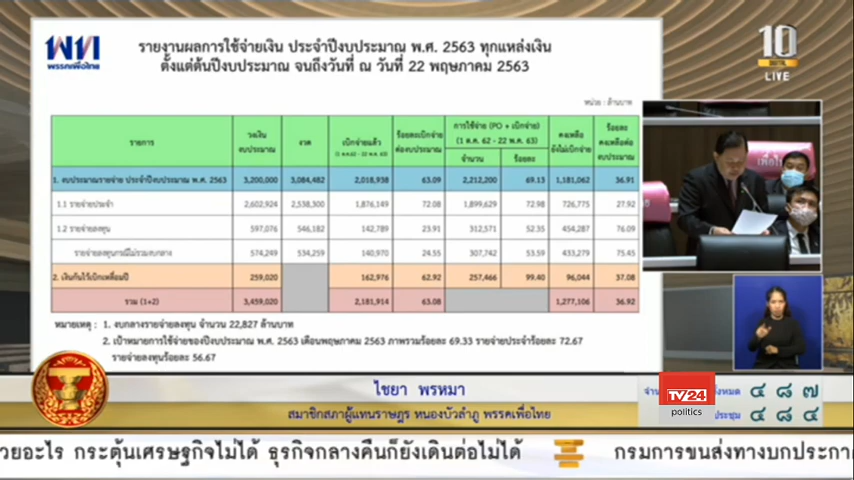 พท
พรรคเพื่อไทย
รายงานผลการใช้จ่ายเงิน ประจำปีงบประมาณ พ.ศ. 2563 ทุกแหล่งเงิน
ตั้งแต่ต้นปีงบประมาณ จนถึงวันที่ ณ วันที่ 22 พฤษภาคม 2563
10
DIGITAL
LIVE
หน่วย : ล้านบาท
รายการ วงเงินงบประมาณ งวด เบิกจ่ายแล้ว (1 ต.ค.62 - 22 พ.ค. 63) ร้อยละเบิกจ่ายต่องบประมาณ การใช้จ่าย (PO + เบิกจ่าย) (1 ต.ค. 62 - 22 พ.ค. 63) จำนวน ร้อยละ คงเหลือยังไม่เบิกจ่าย ร้อยละคงเหลือต่องบประมาณ
1. งบประมาณรายจ่าย ประจำปีงบประมาณ พ.ศ. 2563 3,200,000 3,084,482 2,018,938 63.09 2,212,200 69.13 1,181,062 36.91
1.1 รายจ่ายประจำ 2,602,924 2,538,300 1,876,149 72.08 1,899,629 72.98 726,775 27.92
1.2 รายจ่ายลงทุน 597,076 546,182 142,789 23.91 312,571 52.35 454,287 76.09
รายจ่ายลงทุนกรณีไม่รวมงบกลาง 574,249 534,259 140,970 24.55 307,742 53.59 433,279 75.45
2. เงินกันไว้เบิกเหลื่อมปี 259,020 162,976 62.92 257,466 99.40 96,044 37.08
รวม (1+2) 3,459,020 2,181,914 63.08 1,277,106 36.92
หมายเหตุ : 1. งบกลางรายจ่ายลงทุน จำนวน 22,827 ล้านบาท
2. เป้าหมายการใช้จ่ายของปีงบประมาณ พ.ศ. 2563 เดือนพฤษภาคม 2563 ภาพรวมร้อยละ 69.33 รายจ่ายประจำร้อยละ 72.67
รายจ่ายลงทุนร้อยละ 56.67
ไชยา พรหมา
สมาชิกสภาผู้แทนราษฎร หนองบัวลำภู พรรคเพื่อไทย
TV24
politics
ทั้งหมด ๔๘๗
ประชุม ๔๘๔
วยอะไร กระตุ้นเศรษฐกิจไม่ได้ ธุรกิจกลางคืนก็ยังเดินต่อไม่ได้ กรมการขนส่งทางบกประกา